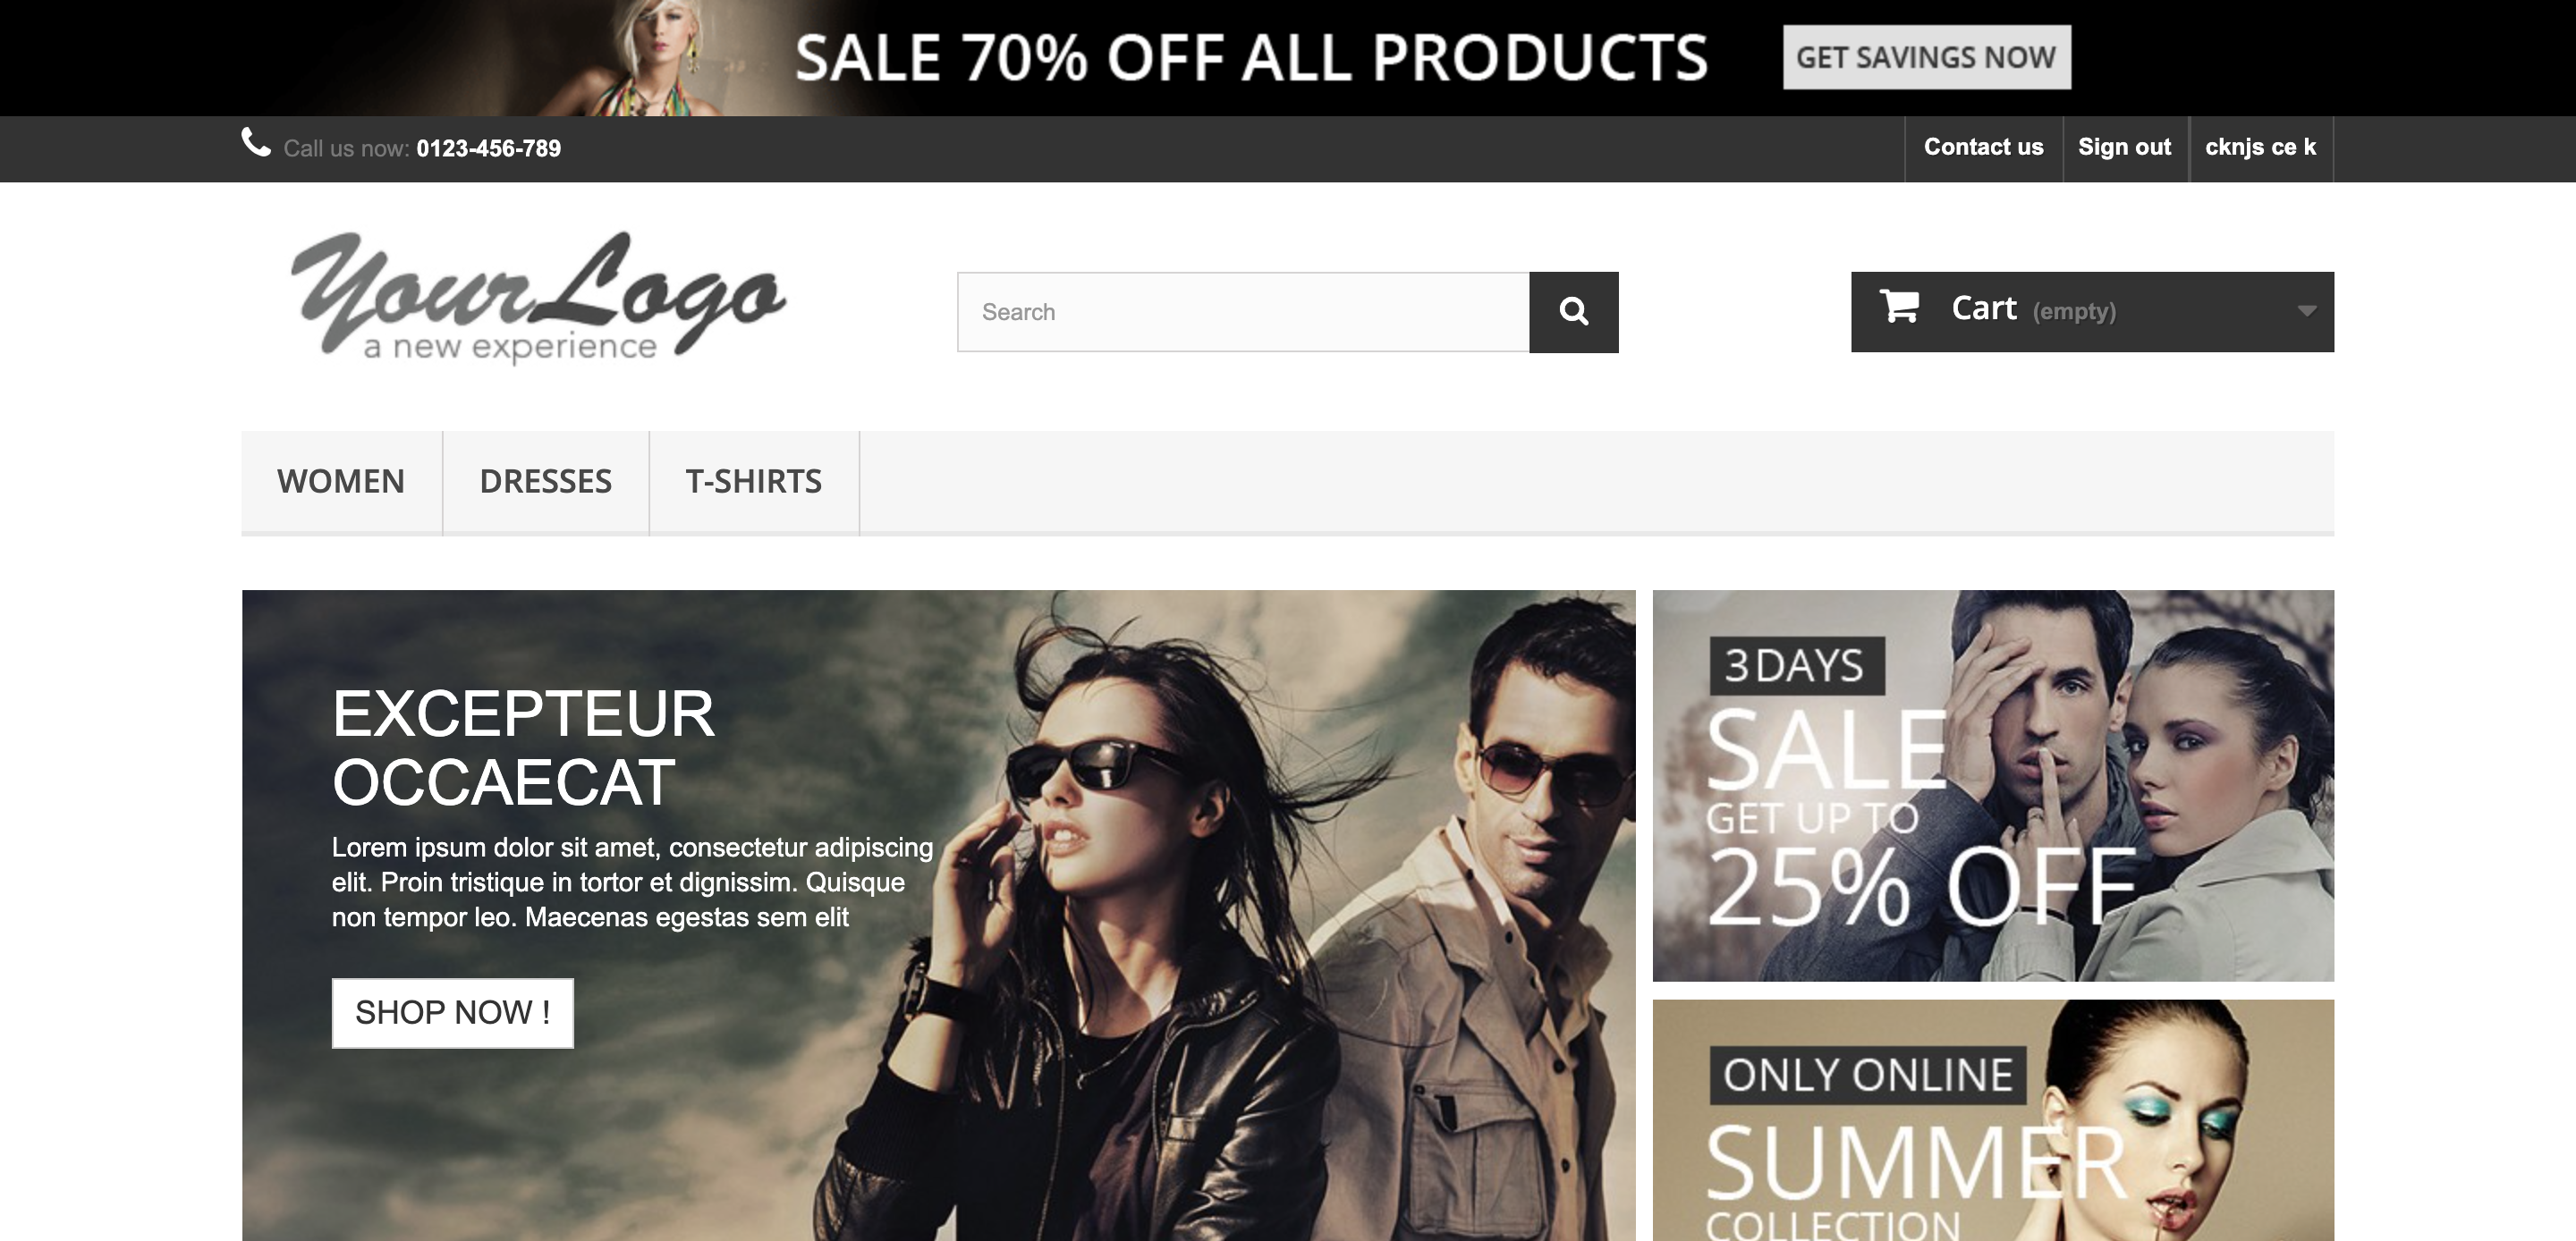 SALE 70% OFF ALL PRODUCTS
GET SAVINGS NOW
Call us now: 0123-456-789
Contact us
Sign out
cknjs ce k
YourLogo
a new experience
Search
Cart (empty)
WOMEN
DRESSES
T-SHIRTS
EXCEPTEUR
OCCAECAT
Lorem ipsum dolor sit amet, consectetur adipiscing
elit. Proin tristique in tortor et dignissim. Quisque
non tempor leo. Maecenas egestas sem elit
SHOP NOW !
3 DAYS
SALE
GET UP TO
25% OFF
ONLY ONLINE
SUMMER
COLLECTION